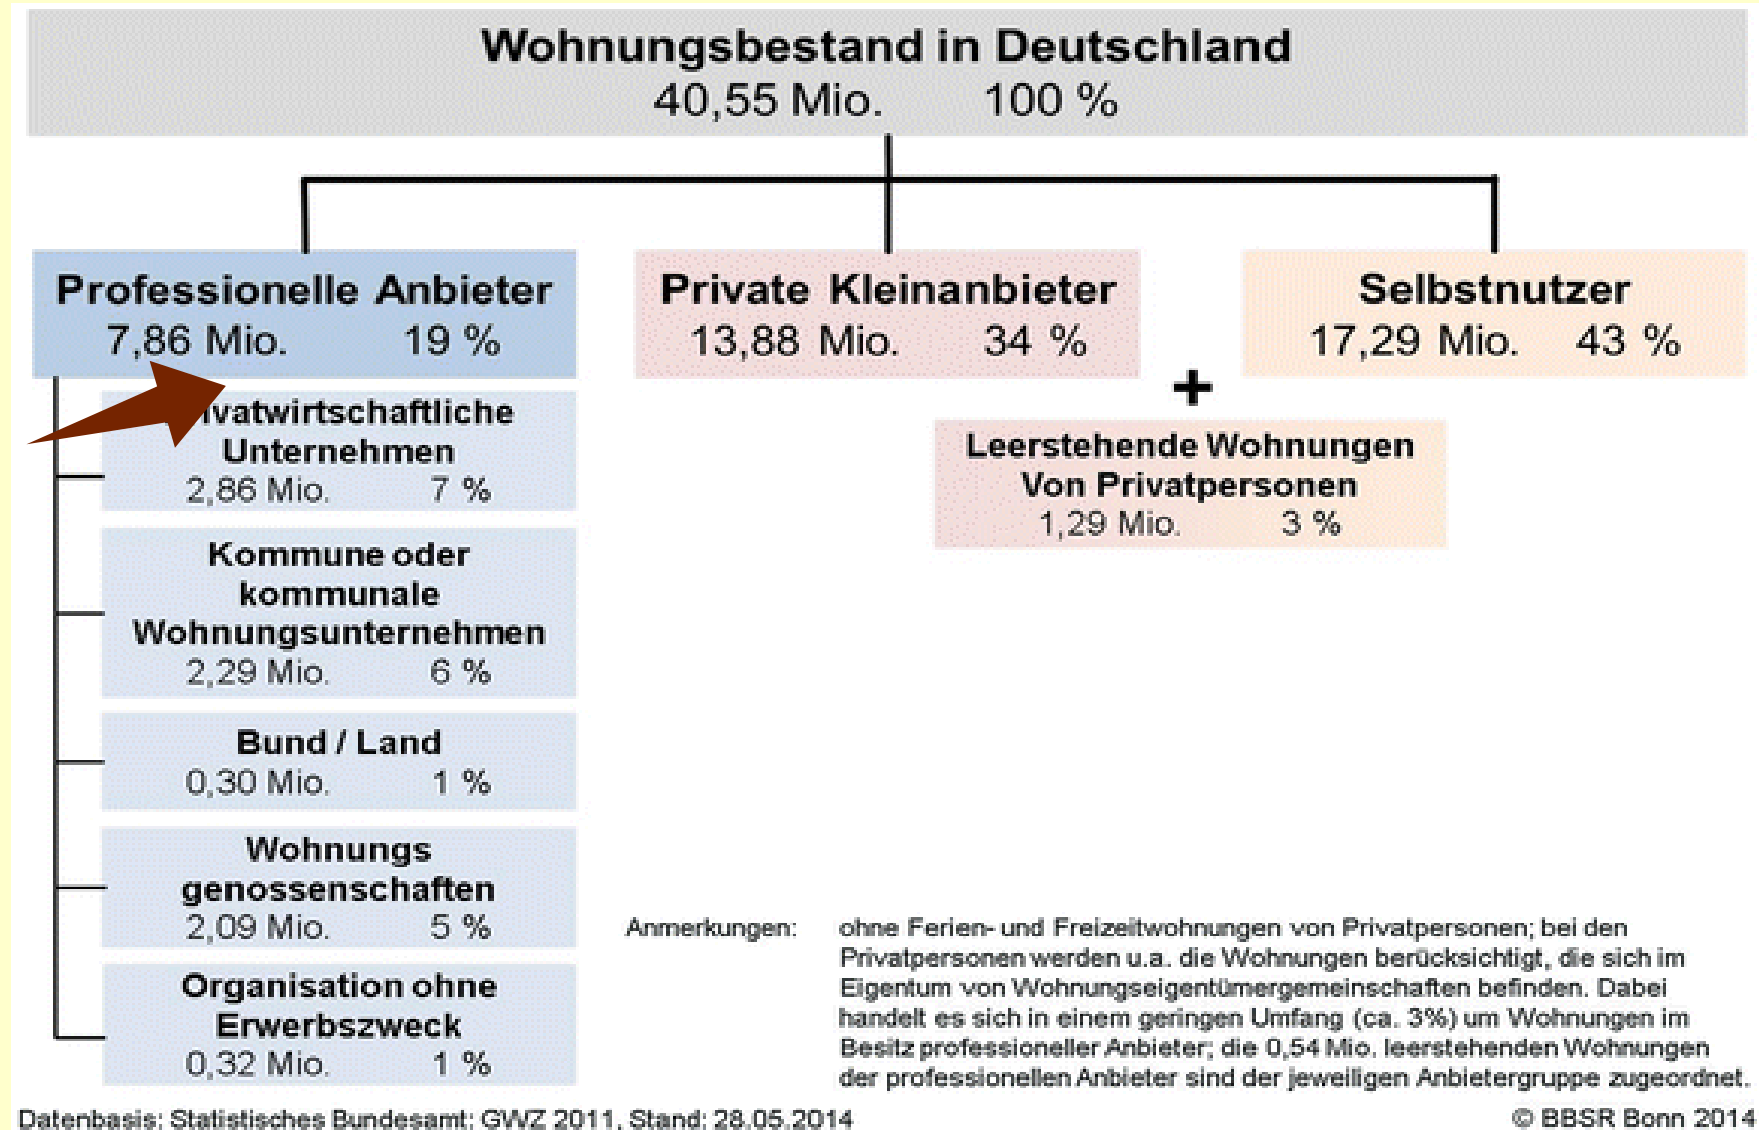 Wohnungsbestand in Deutschland
40,55 Mio. 100 %
Professionelle Anbieter
7,86 Mio. 19 %
Private Kleinanbieter
13,88 Mio. 34 %
Selbstnutzer
17,29 Mio. 43 %
+
Leerstehende Wohnungen
Von Privatpersonen
1,29 Mio. 3 %
ivatwirtschaftliche
Unternehmen
2,86 Mio. 7 %
Kommune oder
kommunale
Wohnungsunternehmen
2,29 Mio. 6 %
Bund / Land
0,30 Mio. 1 %
Wohnungs
genossenschaften
2,09 Mio. 5 %
Organisation ohne
Erwerbszweck
0,32 Mio. 1 %
Anmerkungen: ohne Ferien- und Freizeitwohnungen von Privatpersonen; bei den
Privatpersonen werden u.a. die Wohnungen berücksichtigt, die sich im
Eigentum von Wohnungseigentümergemeinschaften befinden. Dabei
handelt es sich in einem geringen Umfang (ca. 3%) um Wohnungen im
Besitz professioneller Anbieter; die 0,54 Mio. leerstehenden Wohnungen
der professionellen Anbieter sind der jeweiligen Anbietergruppe zugeordnet.
Datenbasis: Statistisches Bundesamt: GWZ 2011, Stand: 28.05.2014
© BBSR Bonn 2014